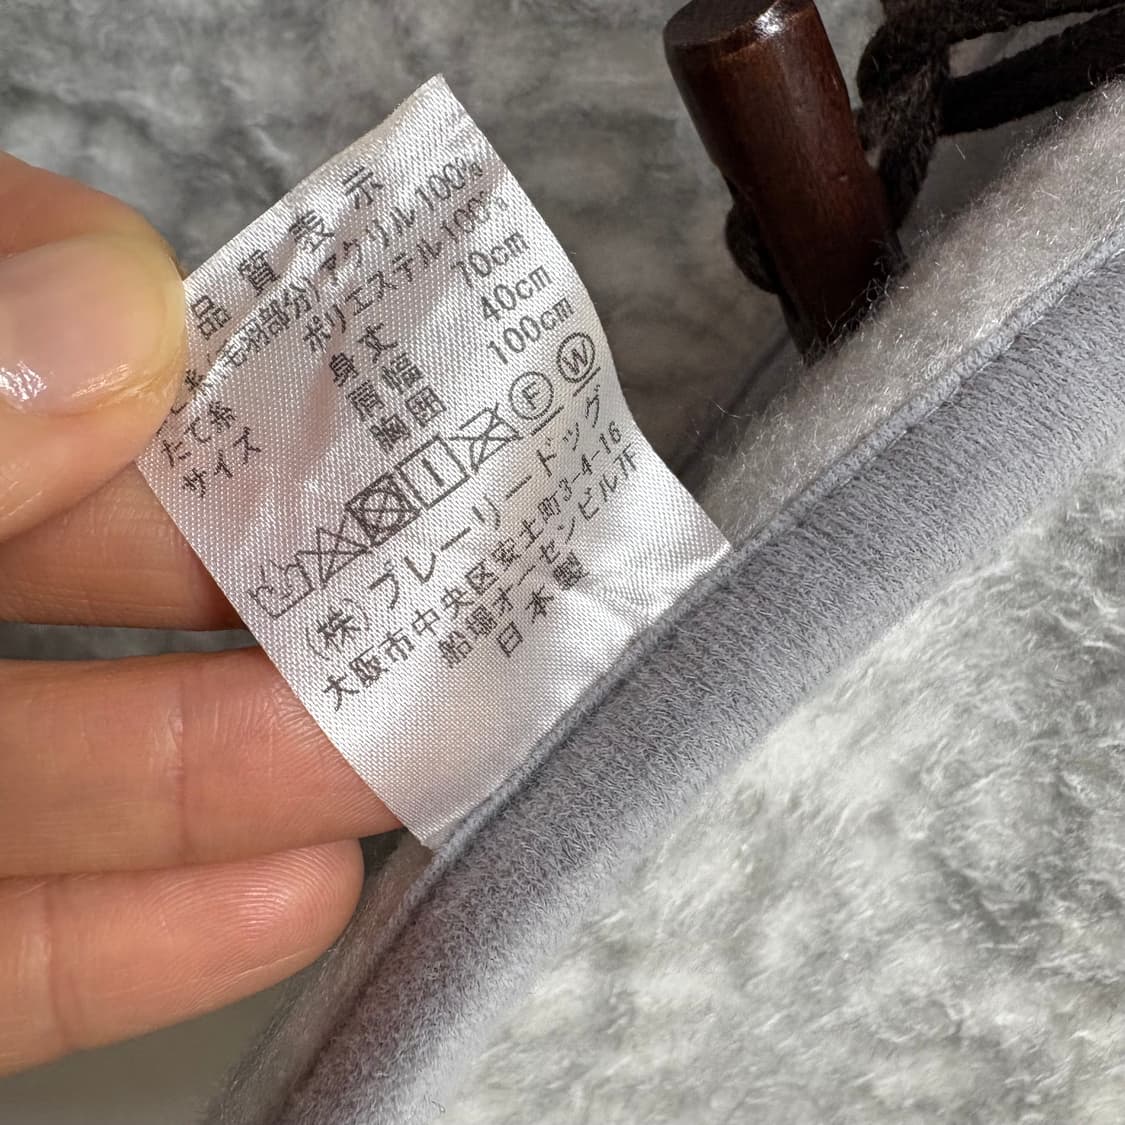 品質表示
糸(毛羽部分)アクリル100%
たて糸 ポリエステル100%
サイズ 身丈 70cm
肩幅 40cm
胸囲 100cm
F W
(株)プレーリードッグ
大阪市中央区安土町3-4-16
船場オーセンビル7F
日本製